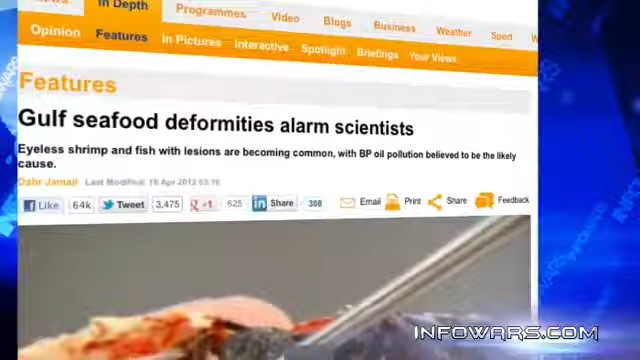 In Depth
Programmes Video Blogs Business Weather Sport
Opinion Features In Pictures Interactive Spotlight Briefings Your Views
Features
Gulf seafood deformities alarm scientists
Eyeless shrimp and fish with lesions are becoming common, with BP oil pollution believed to be the likely
cause.
Dahr Jamail Last Modified: 18 Apr 2012 03:16
Like 64k Tweet 3,475 +1 625 in Share 308 Email Print Share Feedback
INFOWARS.COM